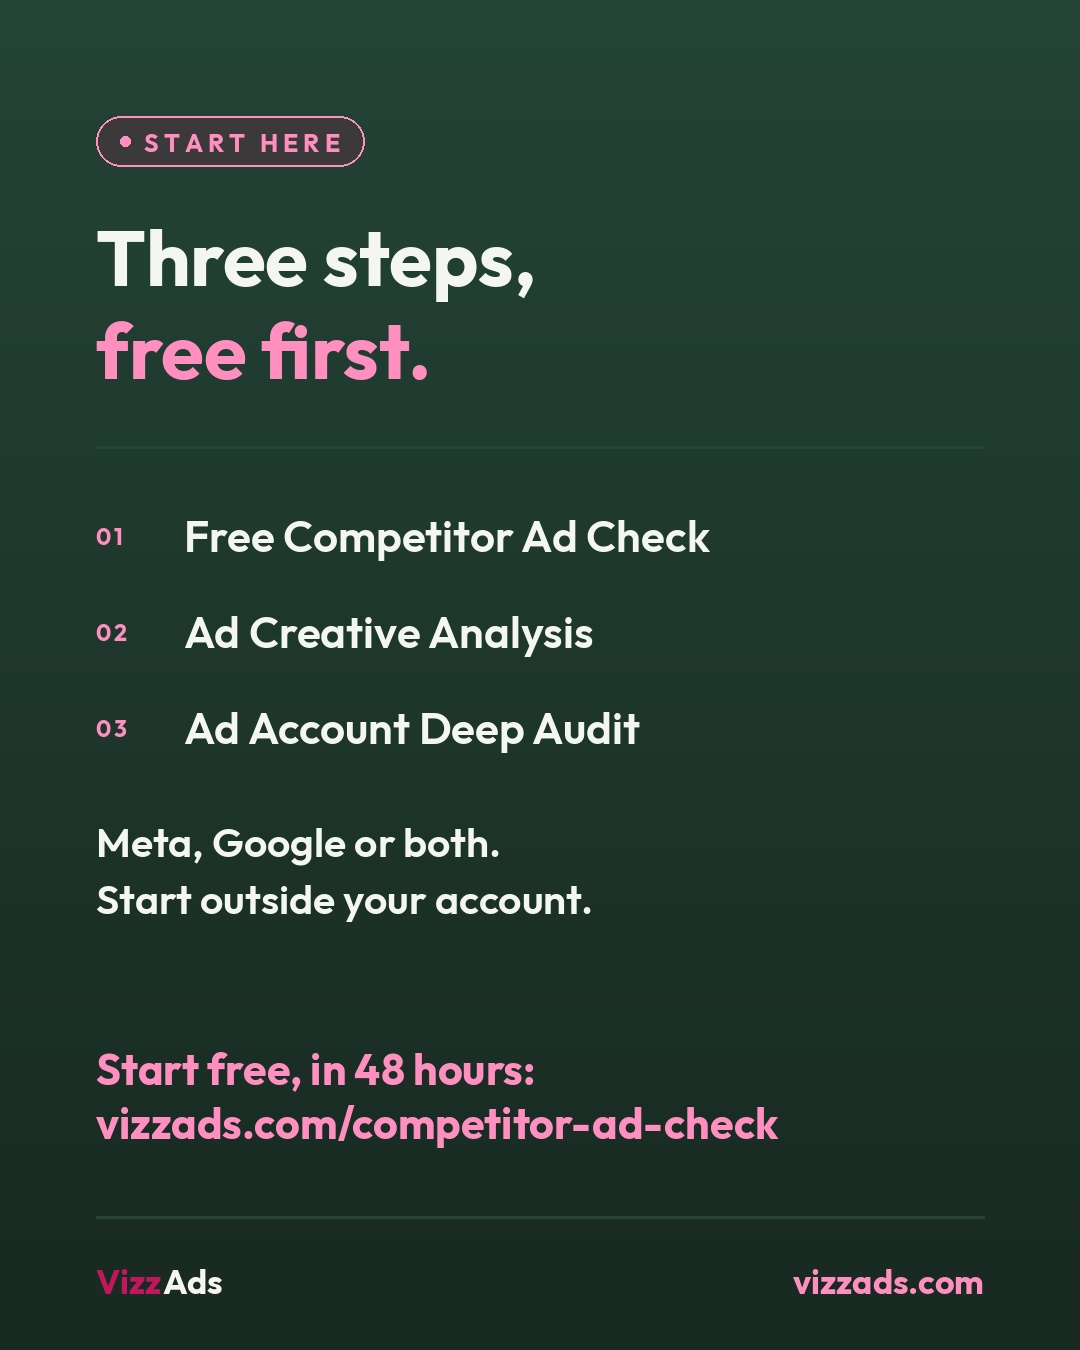 START HERE
Three steps,
free first.
01 Free Competitor Ad Check
02 Ad Creative Analysis
03 Ad Account Deep Audit
Meta, Google or both.
Start outside your account.
Start free, in 48 hours:
vizzads.com/competitor-ad-check
VizzAds vizzads.com